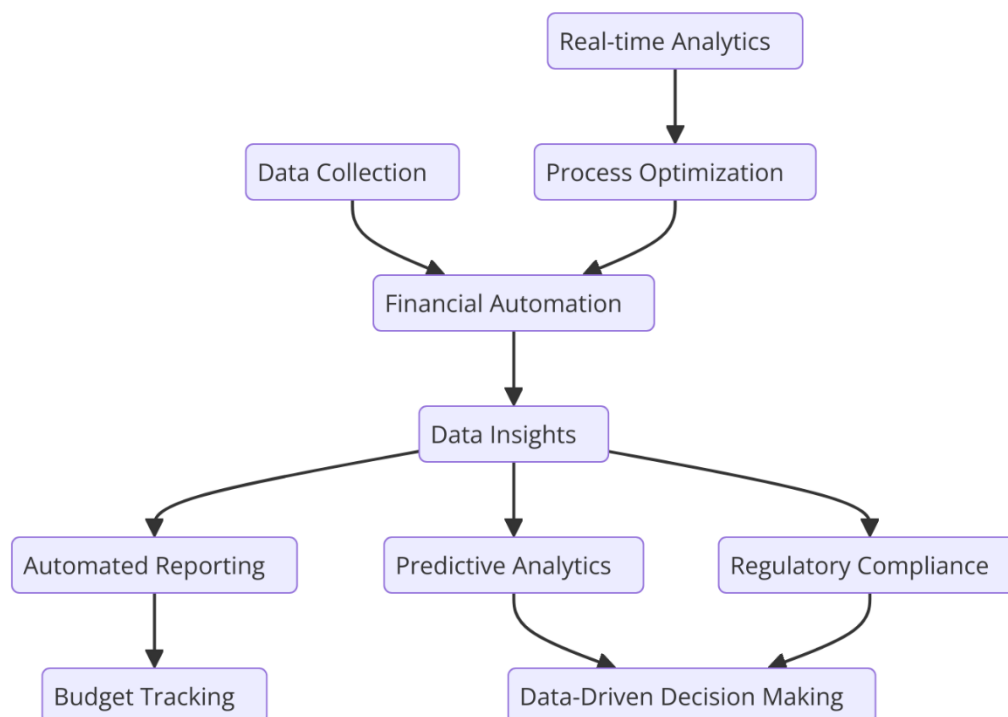 Real-time Analytics
Data Collection
Process Optimization
Financial Automation
Data Insights
Automated Reporting
Predictive Analytics
Regulatory Compliance
Budget Tracking
Data-Driven Decision Making